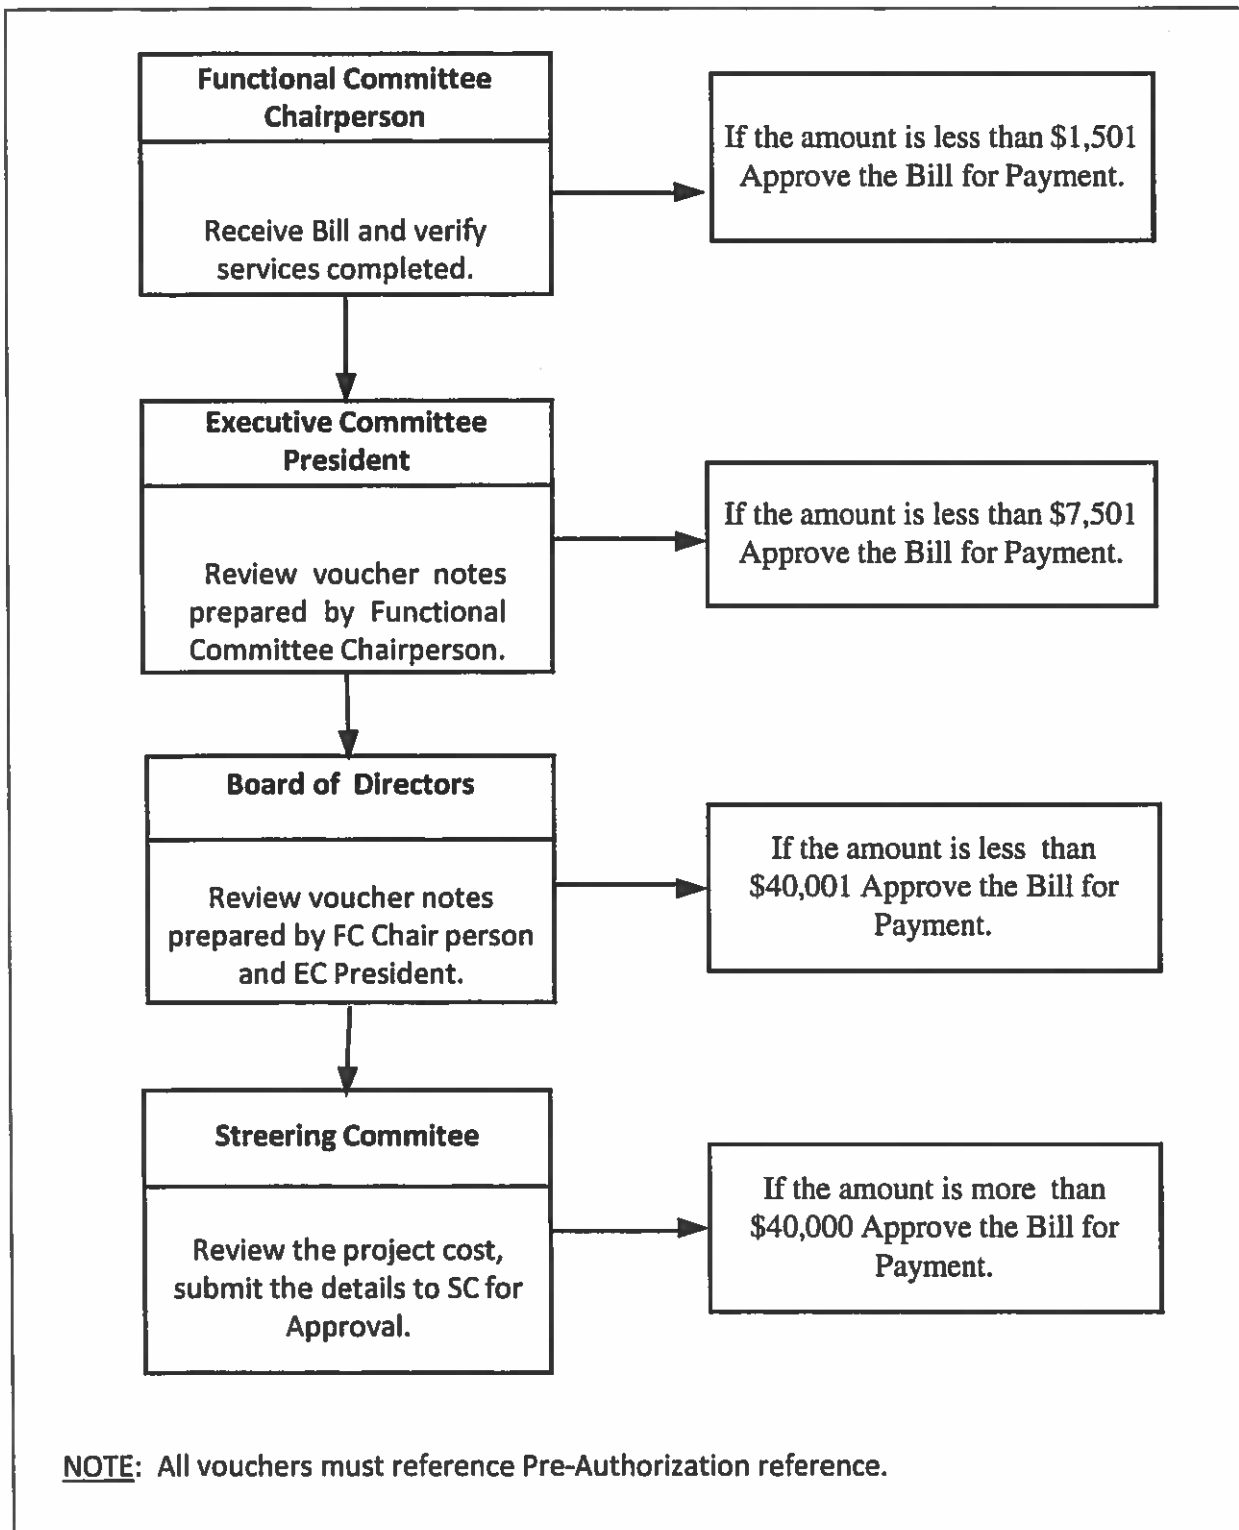 Functional Committee
Chairperson
Receive Bill and verify
services completed.
If the amount is less than $1,501
Approve the Bill for Payment.
Executive Committee
President
Review voucher notes
prepared by Functional
Committee Chairperson.
If the amount is less than $7,501
Approve the Bill for Payment.
Board of Directors
Review voucher notes
prepared by FC Chair person
and EC President.
If the amount is less than
$40,001 Approve the Bill for
Payment.
Streering Commitee
Review the project cost,
submit the details to SC for
Approval.
If the amount is more than
$40,000 Approve the Bill for
Payment.
NOTE: All vouchers must reference Pre-Authorization reference.